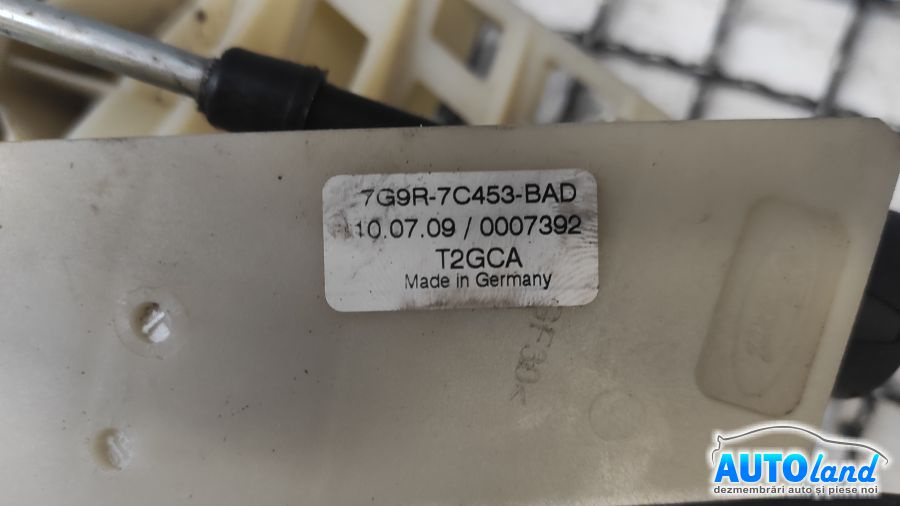 7G9R-7C453-BAD
10.07.09 / 0007392
T2GCA
Made in Germany
AUTOland
dezmembrări auto și piese noi